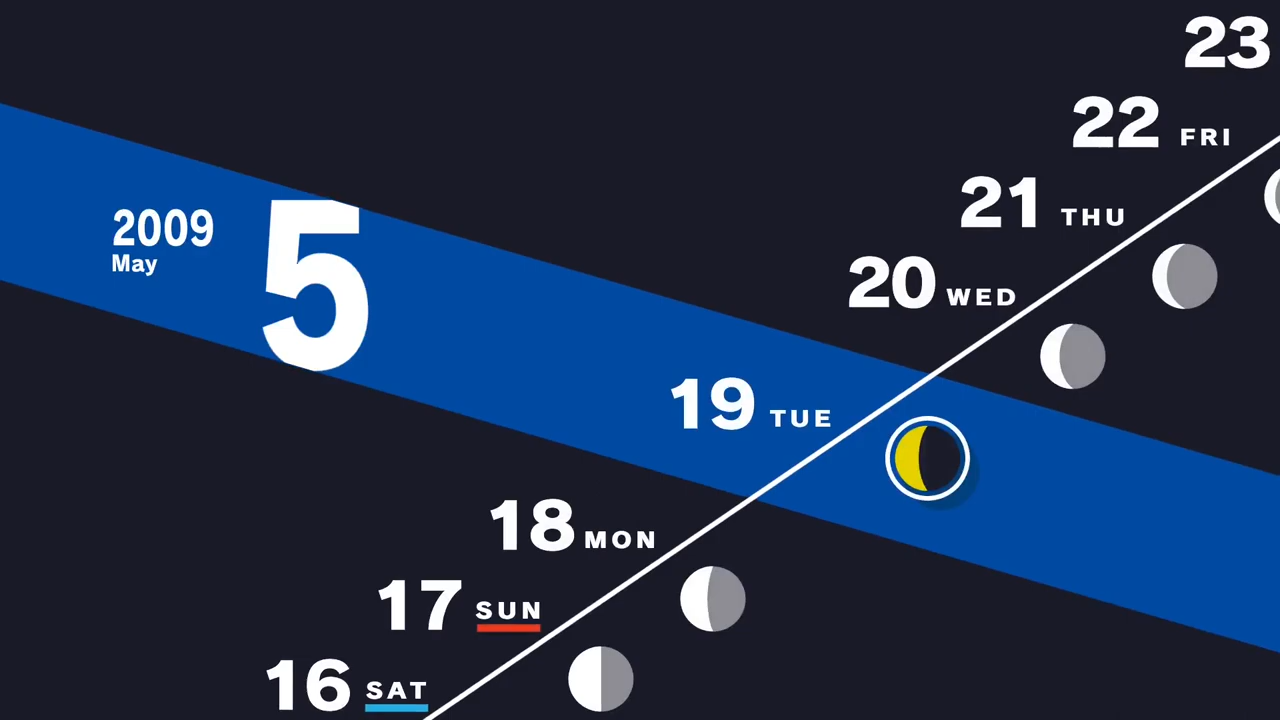 23
22 FRI
21 THU
2009
May
5
20 WED
19 TUE
18 MON
17 SUN
16 SAT